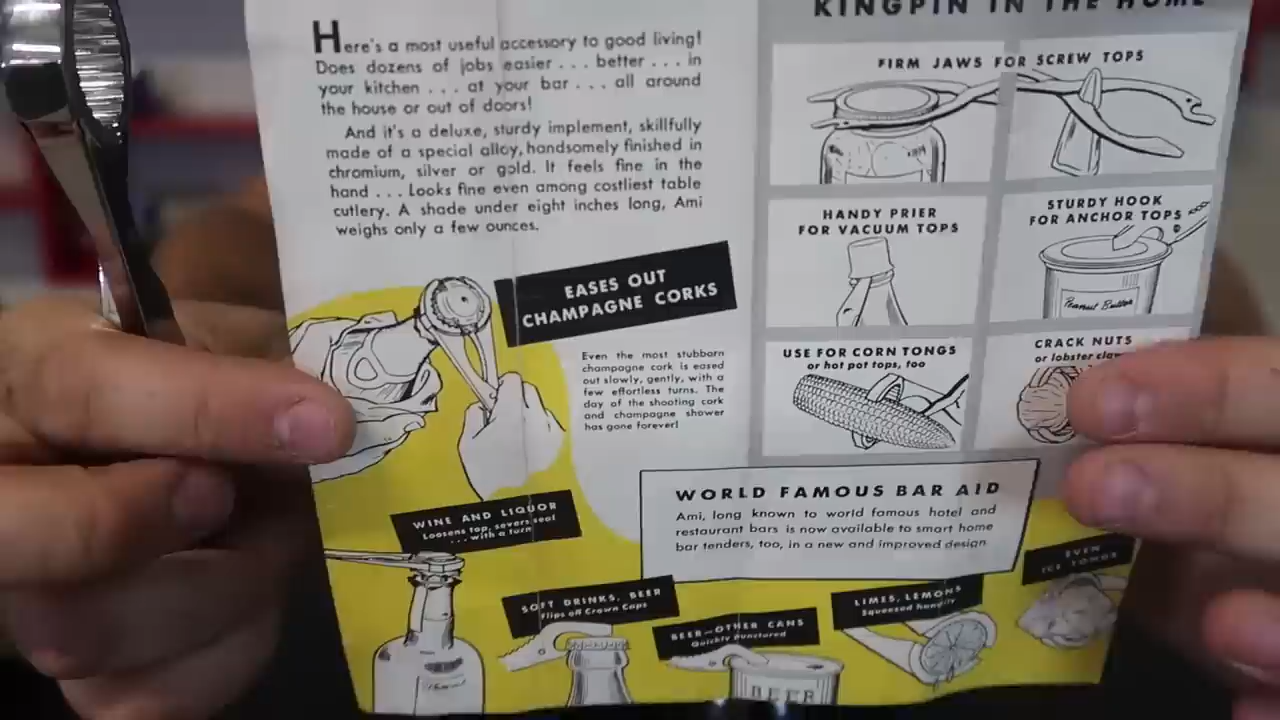 Here's a most useful accessory to good living!
Does dozens of jobs easier . . . better . . . in
your kitchen . . . at your bar . . . all around
the house or out of doors!
And it's a deluxe, sturdy implement, skillfully
made of a special alloy, handsomely finished in
chromium, silver or gold. It feels fine in the
hand . . . Looks fine even among costliest table
cutlery. A shade under eight inches long, Ami
weighs only a few ounces.
EASES OUT
CHAMPAGNE CORKS
Even the most stubborn
champagne cork is eased
out slowly, gently, with a
few effortless turns. The
day of the shooting cork
and champagne shower
has gone forever!
WINE AND LIQUOR
Loosens top, severs seal
. . . with a turn
SOFT DRINKS, BEER
Flips off Crown Caps
BEER—OTHER CANS
Quickly Punctured
BEER
LIMES, LEMONS
Squeezed handily
EVEN
ICE TONGS
KINGPIN IN THE HOME
FIRM JAWS FOR SCREW TOPS
HANDY PRIER
FOR VACUUM TOPS
STURDY HOOK
FOR ANCHOR TOPS
Peanut Butter
USE FOR CORN TONGS
or hot pot tops, too
CRACK NUTS
or lobster claw
WORLD FAMOUS BAR AID
Ami, long known to world famous hotel and
restaurant bars is now available to smart home
bar tenders, too, in a new and improved design.